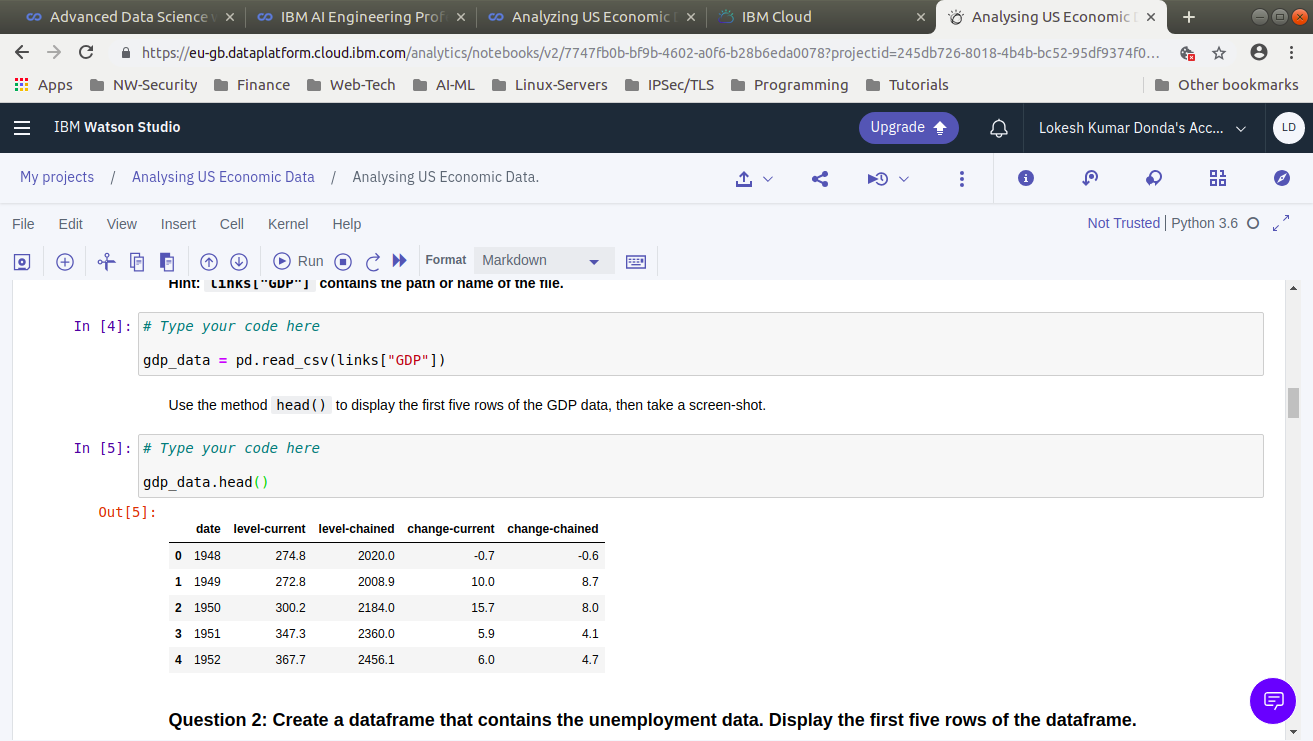 Advanced Data Science
IBM AI Engineering Prof
Analyzing US Economic
IBM Cloud
Analysing US Economic
https://eu-gb.dataplatform.cloud.ibm.com/analytics/notebooks/v2/7747fb0b-bf9b-4602-a0f6-b28b6eda0078?projectid=245db726-8018-4b4b-bc52-95df9374f0...
Apps NW-Security Finance Web-Tech AI-ML Linux-Servers IPSec/TLS Programming Tutorials Other bookmarks
IBM Watson Studio Upgrade Lokesh Kumar Donda's Acc... LD
My projects / Analysing US Economic Data / Analysing US Economic Data.
File Edit View Insert Cell Kernel Help Not Trusted | Python 3.6
Run Format Markdown
Hint: links["GDP"] contains the path or name of the file.
In [4]: # Type your code here
gdp_data = pd.read_csv(links["GDP"])
Use the method head() to display the first five rows of the GDP data, then take a screen-shot.
In [5]: # Type your code here
gdp_data.head()
Out[5]:
date level-current level-chained change-current change-chained
0 1948 274.8 2020.0 -0.7 -0.6
1 1949 272.8 2008.9 10.0 8.7
2 1950 300.2 2184.0 15.7 8.0
3 1951 347.3 2360.0 5.9 4.1
4 1952 367.7 2456.1 6.0 4.7
Question 2: Create a dataframe that contains the unemployment data. Display the first five rows of the dataframe.